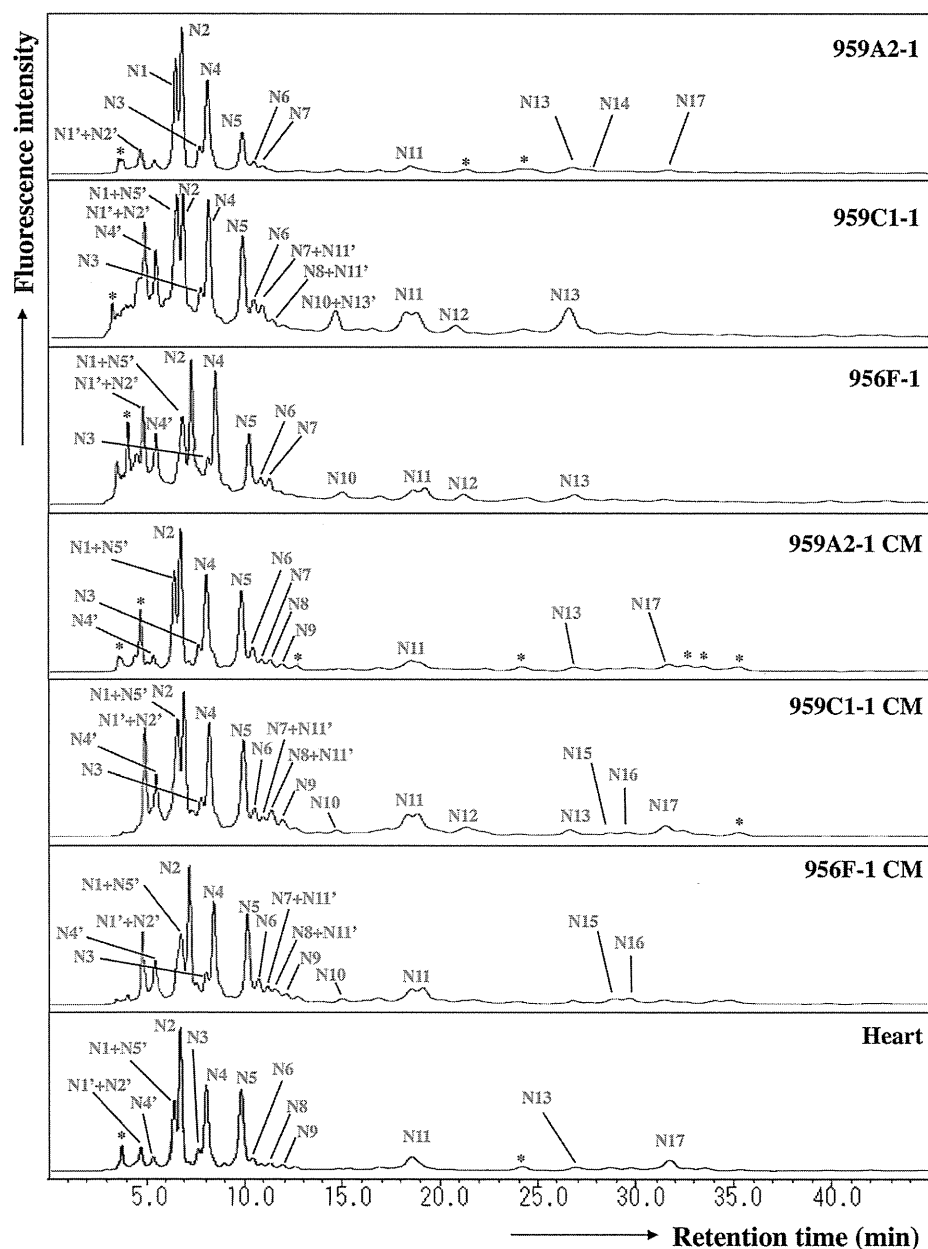 Fluorescence intensity
959A2-1
N2
N1
N4
N3
N6
N7
N5
N1'+N2'
*
N11
*
*
N13
N14
N17
959C1-1
N1+N5'
N2
N1'+N2'
N4
N4'
N5
N6
N3
N7+N11'
N8+N11'
*
N10+N13'
N11
N12
N13
956F-1
N1+N5'
N2
N4
N1'+N2'
*
N4'
N3
N5
N6
N7
N10
N11
N12
N13
959A2-1 CM
N2
N1+N5'
N4
N6
N5
N7
N3
*
N8
N4'
N9
*
*
N11
*
N13
N17
*
*
*
959C1-1 CM
N1+N5'
N2
N1'+N2'
N4
N4'
N5
N6
N7+N11'
N3
N8+N11'
N9
N10
N11
N12
N13
N15
N16
N17
*
956F-1 CM
N2
N1+N5'
N4
N7+N11'
N1'+N2'
N5
N6
N4'
N8+N11'
N3
N9
N10
N11
N15
N16
Heart
N2
N3
N1+N5'
N4
N5
N6
N1'+N2'
N4'
N8
*
N9
N11
*
N13
N17
5.0 10.0 15.0 20.0 25.0 30.0 35.0 40.0
Retention time (min)